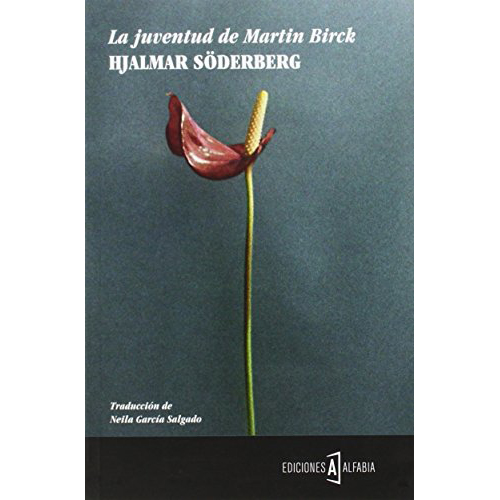 La juventud de Martin Birck
HJALMAR SÖDERBERG
Traducción de
Neila García Salgado
EDICIONES A ALFABIA